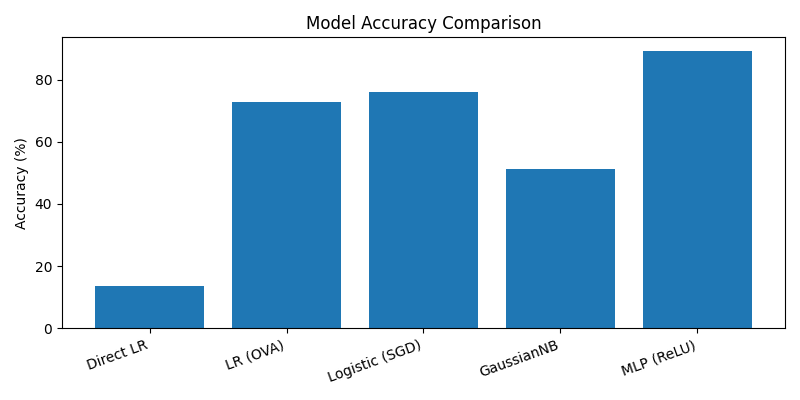 Model Accuracy Comparison
Accuracy (%)
80
60
40
20
0
Direct LR
LR (OVA)
Logistic (SGD)
GaussianNB
MLP (ReLU)